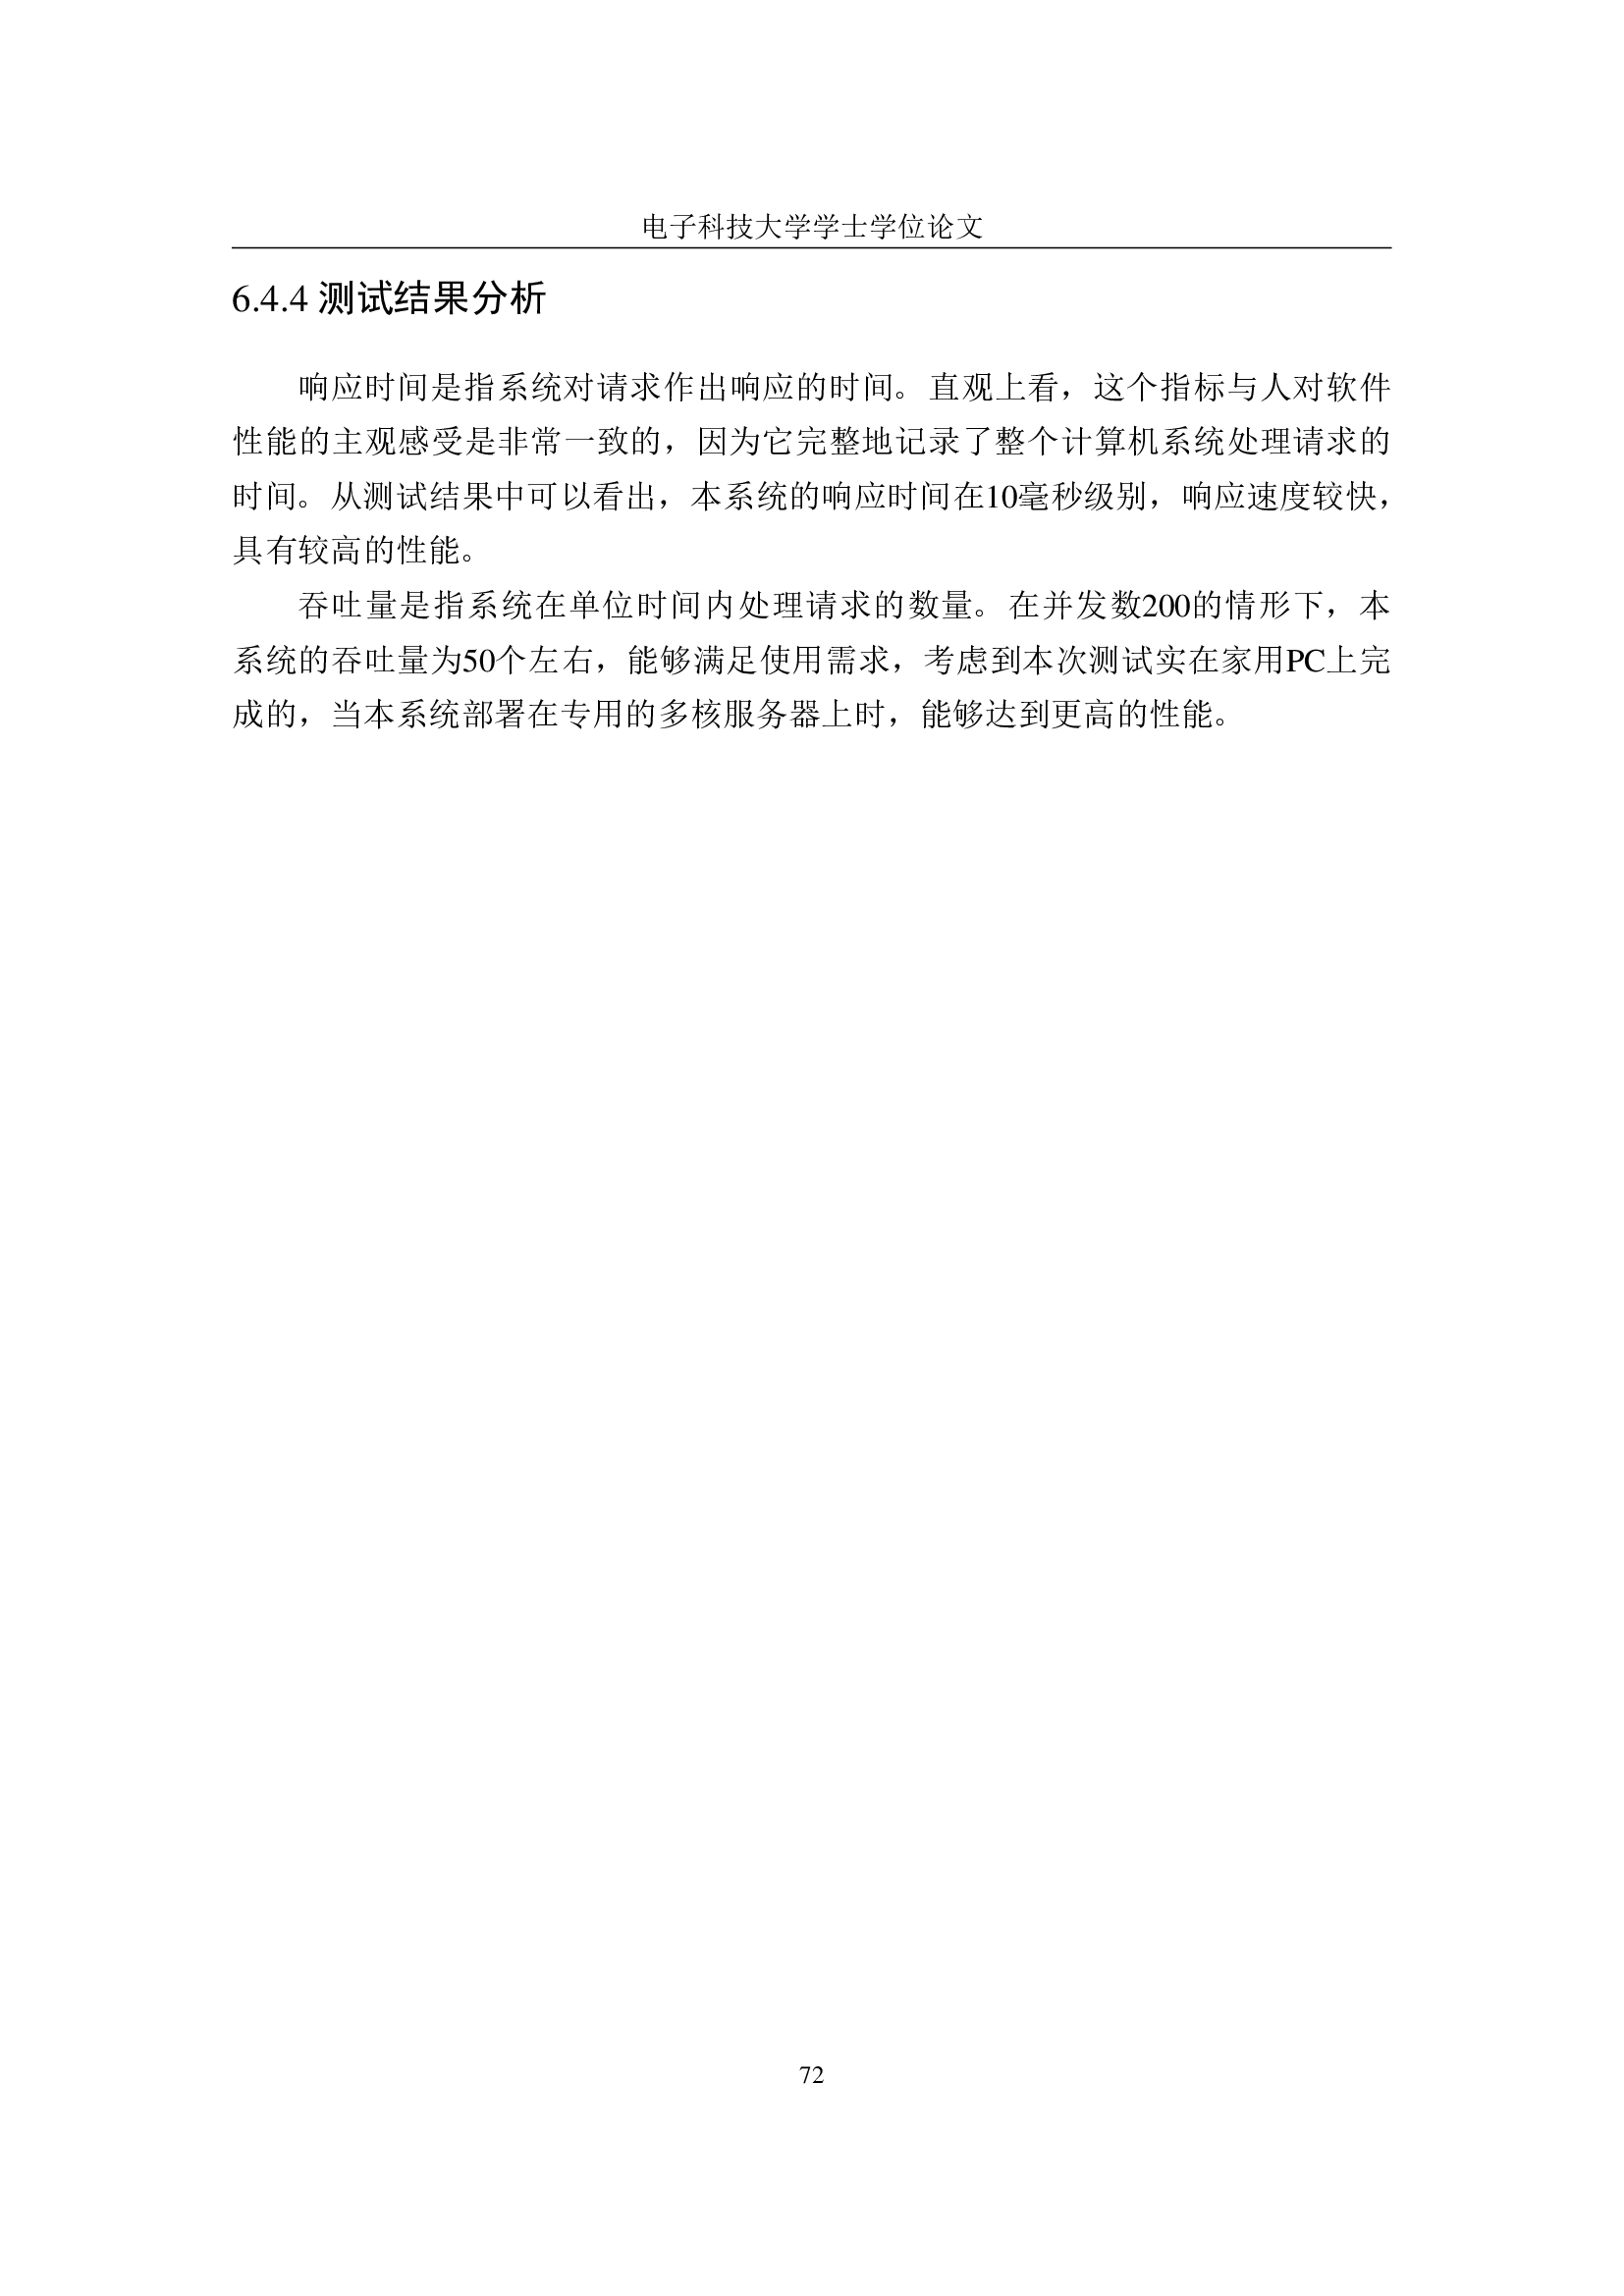 电子科技大学学士学位论文
6.4.4 测试结果分析
响应时间是指系统对请求作出响应的时间。直观上看，这个指标与人对软件
性能的主观感受是非常一致的，因为它完整地记录了整个计算机系统处理请求的
时间。从测试结果中可以看出，本系统的响应时间在10毫秒级别，响应速度较快，
具有较高的性能。
吞吐量是指系统在单位时间内处理请求的数量。在并发数200的情形下，本
系统的吞吐量为50个左右，能够满足使用需求，考虑到本次测试实在家用PC上完
成的，当本系统部署在专用的多核服务器上时，能够达到更高的性能。
72